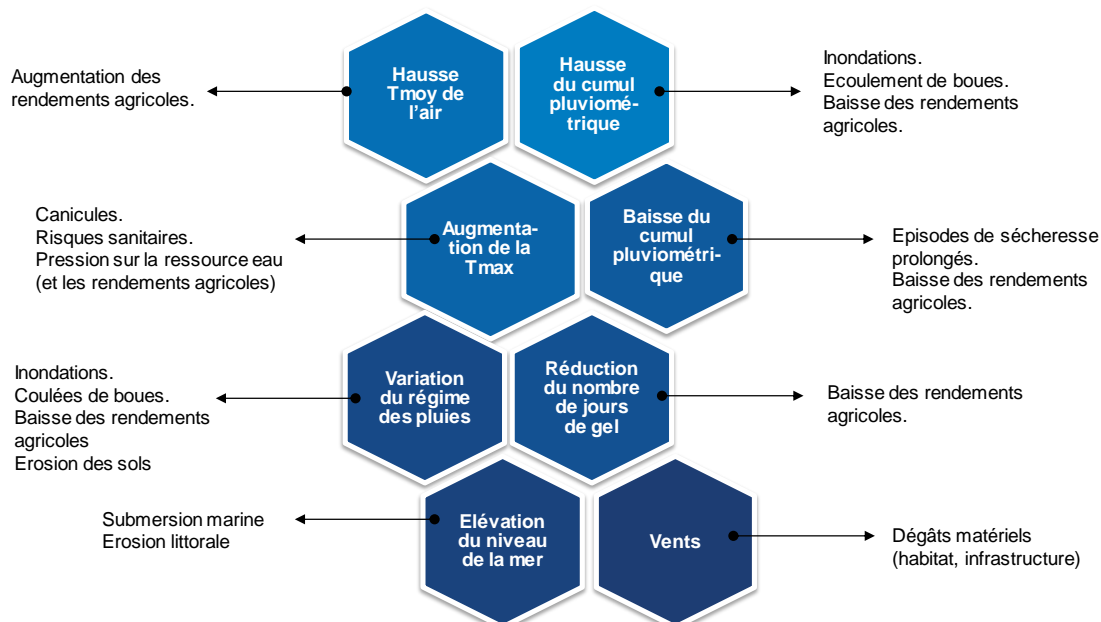 Augmentation des
rendements agricoles.
Hausse
Tmoy de
l'air
Hausse
du cumul
pluviomé-
trique
Inondations.
Ecoulement de boues.
Baisse des rendements
agricoles.
Canicules.
Risques sanitaires.
Pression sur la ressource eau
(et les rendements agricoles)
Augmenta-
tion de la
Tmax
Baisse du
cumul
pluviométri-
que
Episodes de sécheresse
prolongés.
Baisse des rendements
agricoles.
Inondations.
Coulées de boues.
Baisse des rendements
agricoles
Erosion des sols
Variation
du régime
des pluies
Réduction
du nombre
de jours
de gel
Baisse des rendements
agricoles.
Submersion marine
Erosion littorale
Elévation
du niveau
de la mer
Vents
Dégâts matériels
(habitat, infrastructure)